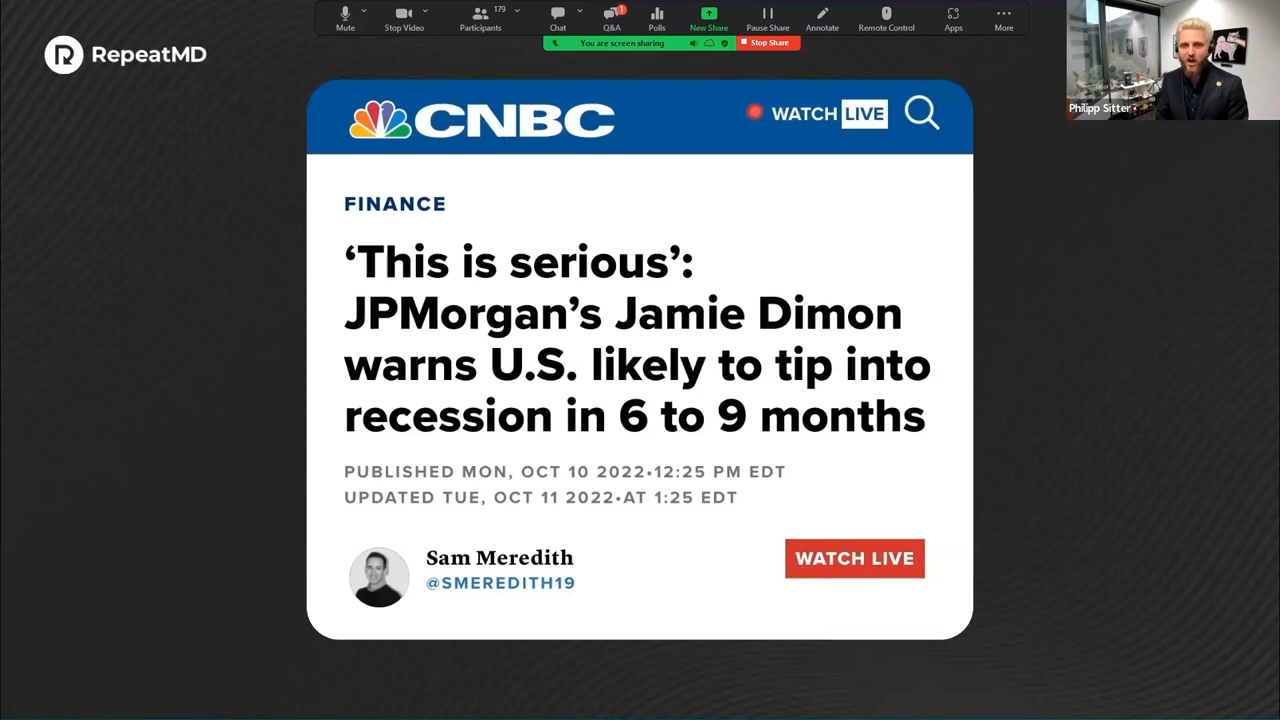 Mute
Stop Video
Participants
179
Chat
Q&A
1
Polls
New Share
Pause Share
Annotate
Remote Control
Apps
More
You are screen sharing
Stop Share
RepeatMD
Philipp Sitter
CNBC
WATCH LIVE
FINANCE
‘This is serious’:
JPMorgan’s Jamie Dimon
warns U.S. likely to tip into
recession in 6 to 9 months
PUBLISHED MON, OCT 10 2022•12:25 PM EDT
UPDATED TUE, OCT 11 2022•AT 1:25 EDT
Sam Meredith
@SMEREDITH19
WATCH LIVE